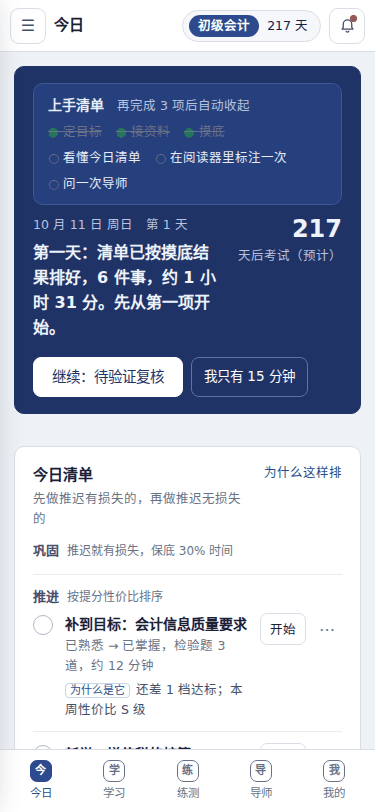 ☰ 今日 初级会计 217 天
上手清单 再完成 3 项后自动收起
定目标 接资料 摸底
看懂今日清单 在阅读器里标注一次
问一次导师
10 月 11 日 周日 第 1 天
217
天后考试（预计）
第一天：清单已按摸底结
果排好，6 件事，约 1 小
时 31 分。先从第一项开
始。
继续：待验证复核 我只有 15 分钟
今日清单 为什么这样排
先做推迟有损失的，再做推迟无损失
的
巩固 推迟就有损失，保底 30% 时间
推进 按提分性价比排序
补到目标：会计信息质量要求 开始 ⋯
已熟悉 → 已掌握，检验题 3
道，约 12 分钟
为什么是它 还差 1 档达标；本
周性价比 S 级
今 学 练 导 我
今日 学习 练测 导师 我的